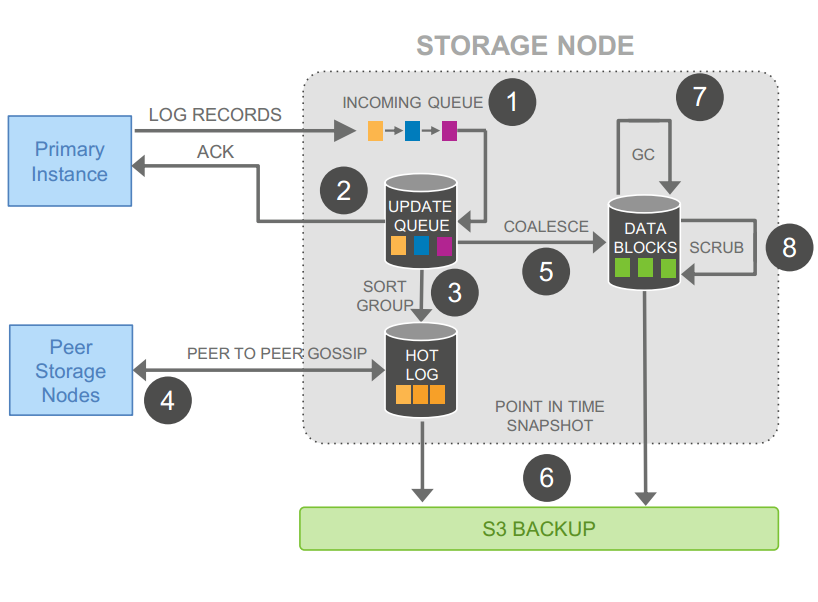 STORAGE NODE
INCOMING QUEUE
1
7
LOG RECORDS
Primary
Instance
ACK
GC
2
UPDATE
QUEUE
COALESCE
5
DATA
BLOCKS
SCRUB
8
SORT
GROUP
3
Peer
Storage
Nodes
PEER TO PEER GOSSIP
4
HOT
LOG
POINT IN TIME
SNAPSHOT
6
S3 BACKUP